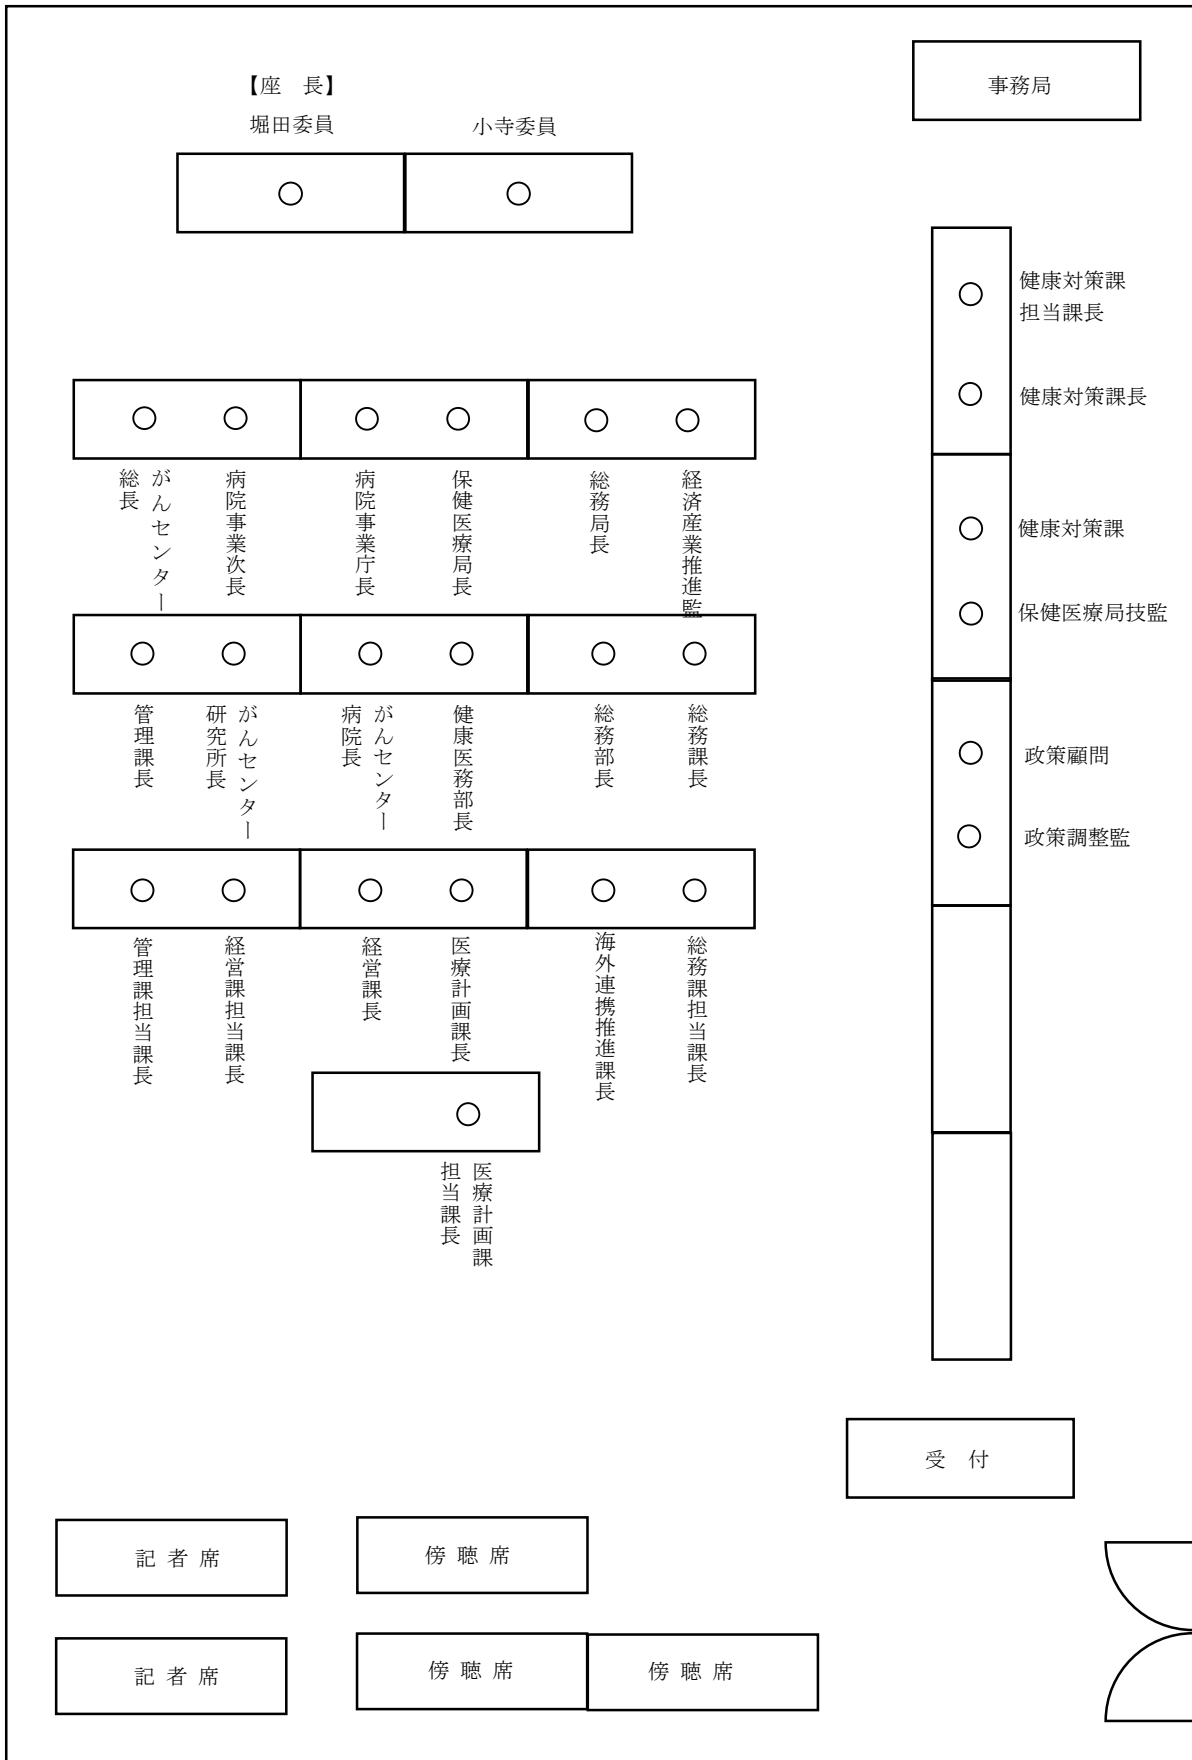 【座　長】
堀田委員
小寺委員
事務局
健康対策課
担当課長
健康対策課長
健康対策課
保健医療局技監
政策顧問
政策調整監
がんセンター
総長
病院事業次長
病院事業庁長
保健医療局長
総務局長
経済産業推進監
管理課長
がんセンター
研究所長
がんセンター
病院長
健康医務部長
総務部長
総務課長
管理課担当課長
経営課担当課長
経営課長
医療計画課長
海外連携推進課長
総務課担当課長
医療計画課
担当課長
受　付
記 者 席
傍 聴 席
記 者 席
傍 聴 席
傍 聴 席